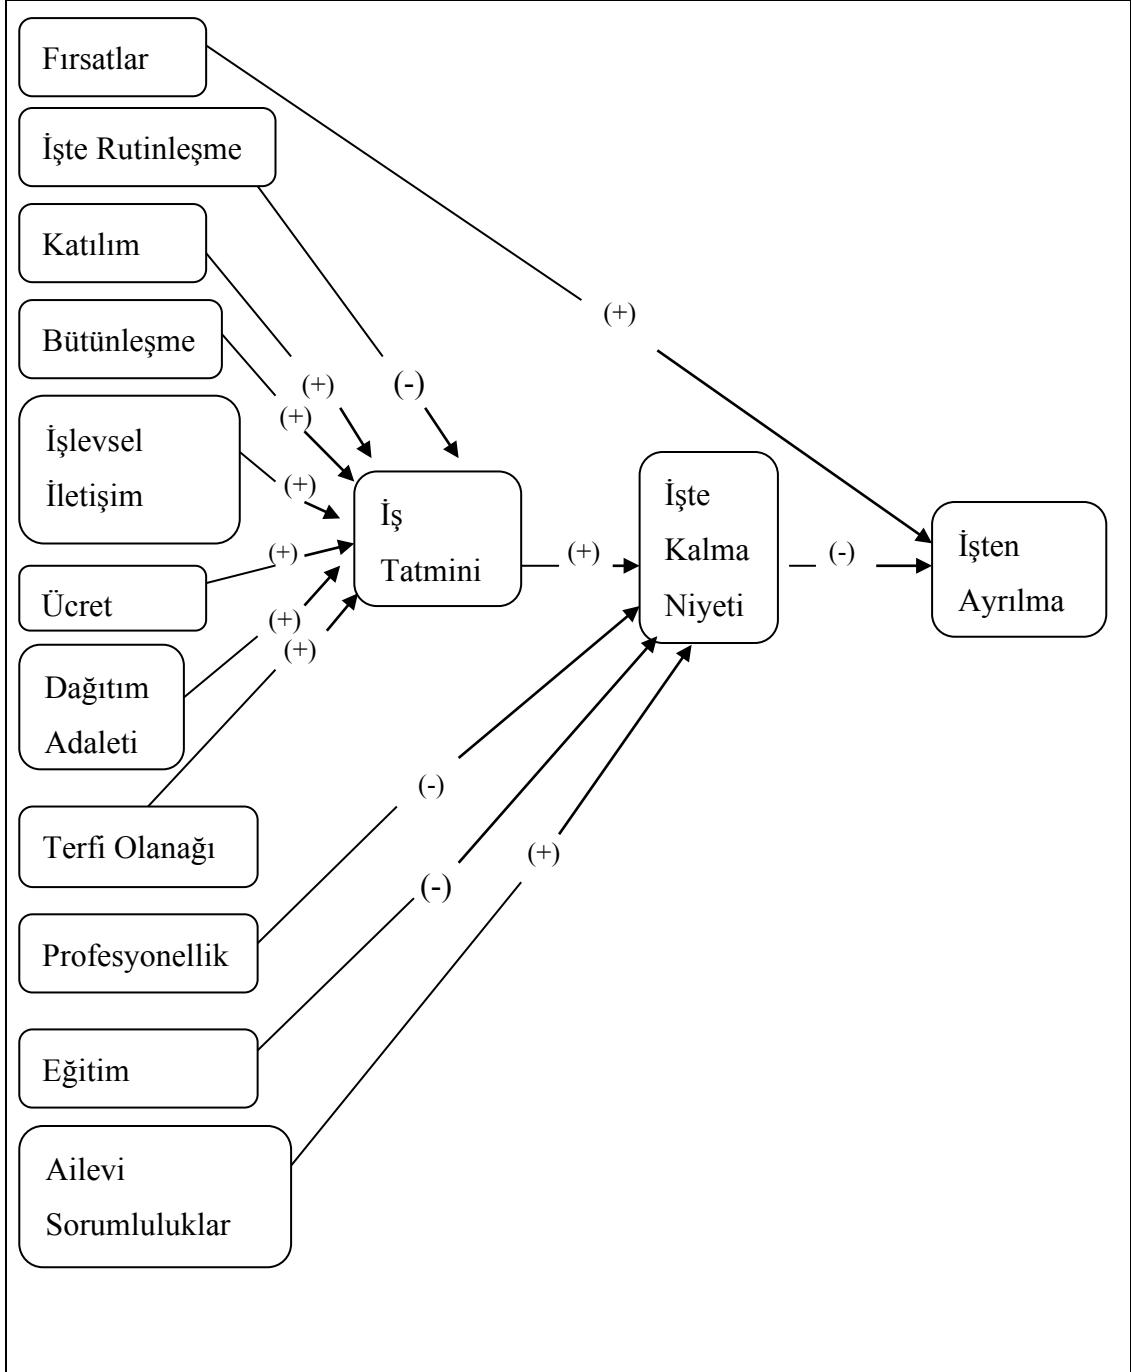 Fırsatlar
İşte Rutinleşme
Katılım
Bütünleşme
İşlevsel
İletişim
Ücret
Dağıtım
Adaleti
Terfi Olanağı
Profesyonellik
Eğitim
Ailevi
Sorumluluklar
(+)
(+)
(-)
(+)
(+)
(+)
(+)
(+)
İş
Tatmini
(+)
İşte
Kalma
Niyeti
(-)
İşten
Ayrılma
(-)
(-)
(+)